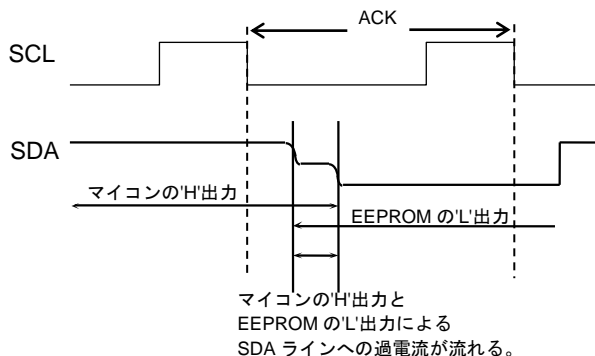 ACK
SCL
SDA
マイコンの'H'出力
EEPROM の'L'出力
マイコンの'H'出力と
EEPROM の'L'出力による
SDA ラインへの過電流が流れる。